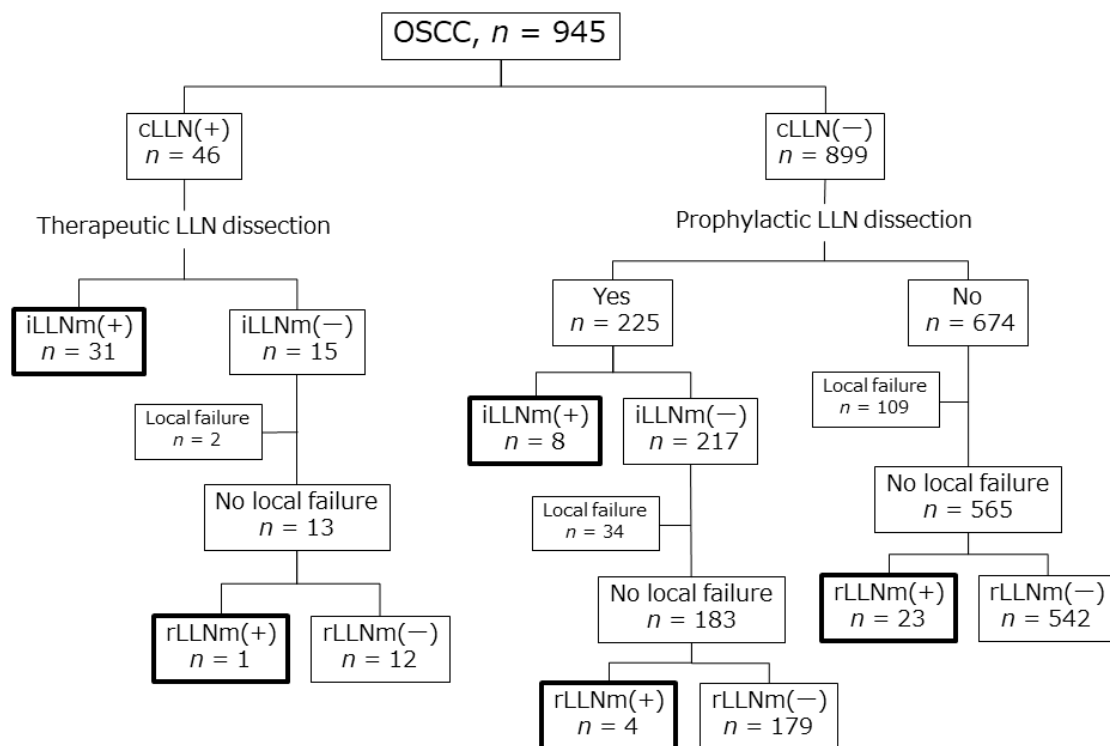 OSCC, n = 945
cLLN(+)
n = 46
cLLN(—)
n = 899
Therapeutic LLN dissection
Prophylactic LLN dissection
iLLNm(+)
n = 31
iLLNm(—)
n = 15
Yes
n = 225
No
n = 674
Local failure
n = 2
iLLNm(+)
n = 8
iLLNm(—)
n = 217
Local failure
n = 109
No local failure
n = 13
Local failure
n = 34
No local failure
n = 565
rLLNm(+)
n = 1
rLLNm(—)
n = 12
No local failure
n = 183
rLLNm(+)
n = 23
rLLNm(—)
n = 542
rLLNm(+)
n = 4
rLLNm(—)
n = 179